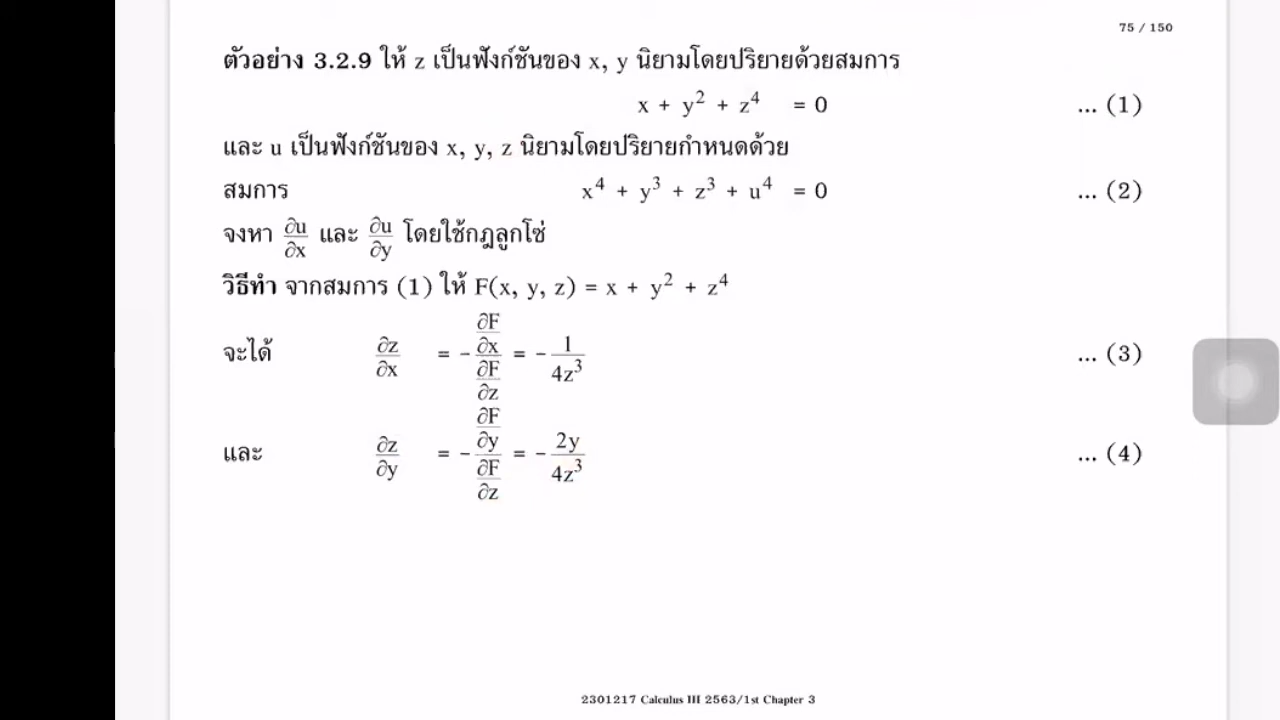 75 / 150
ตัวอย่าง 3.2.9 ให้ z เป็นฟังก์ชันของ x, y นิยามโดยปริยายด้วยสมการ
x + y² + z⁴ = 0 ... (1)
และ u เป็นฟังก์ชันของ x, y, z นิยามโดยปริยายกำหนดด้วย
สมการ x⁴ + y³ + z³ + u⁴ = 0 ... (2)
จงหา ∂u/∂x และ ∂u/∂y โดยใช้กฎลูกโซ่
วิธีทำ จากสมการ (1) ให้ F(x, y, z) = x + y² + z⁴
จะได้ ∂z/∂x = - (∂F/∂x)/(∂F/∂z) = - 1/4z³ ... (3)
และ ∂z/∂y = - (∂F/∂y)/(∂F/∂z) = - 2y/4z³ ... (4)
2301217 Calculus III 2563/1st Chapter 3